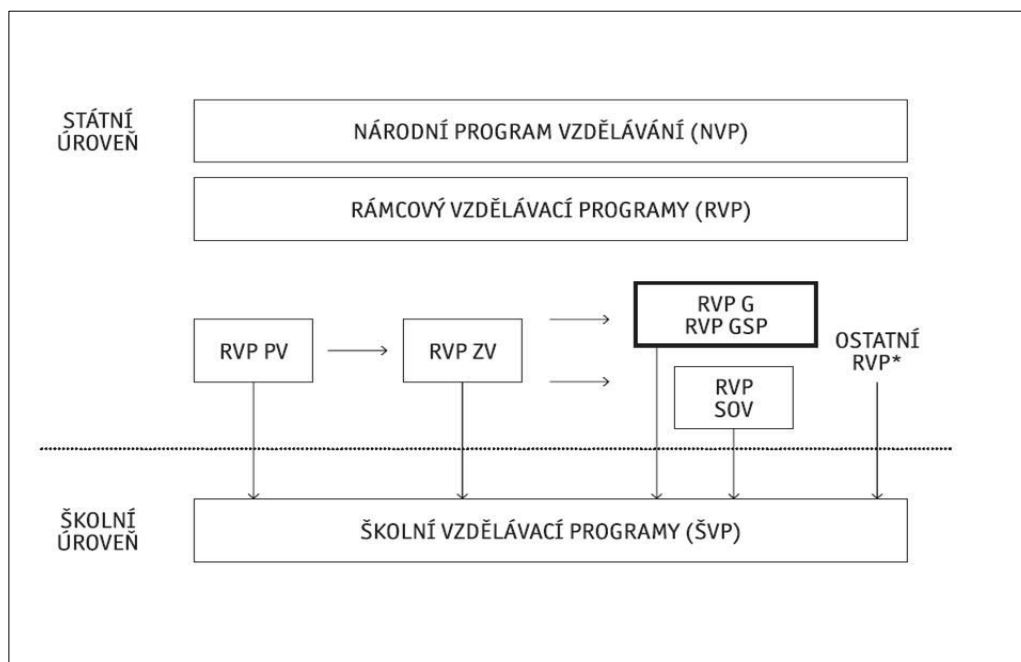 STÁTNÍ
ÚROVEŇ
NÁRODNÍ PROGRAM VZDĚLÁVÁNÍ (NVP)
RÁMCOVÝ VZDĚLÁVACÍ PROGRAMY (RVP)
RVP PV
RVP ZV
RVP G
RVP GSP
RVP
SOV
OSTATNÍ
RVP*
ŠKOLNÍ
ÚROVEŇ
ŠKOLNÍ VZDĚLÁVACÍ PROGRAMY (ŠVP)